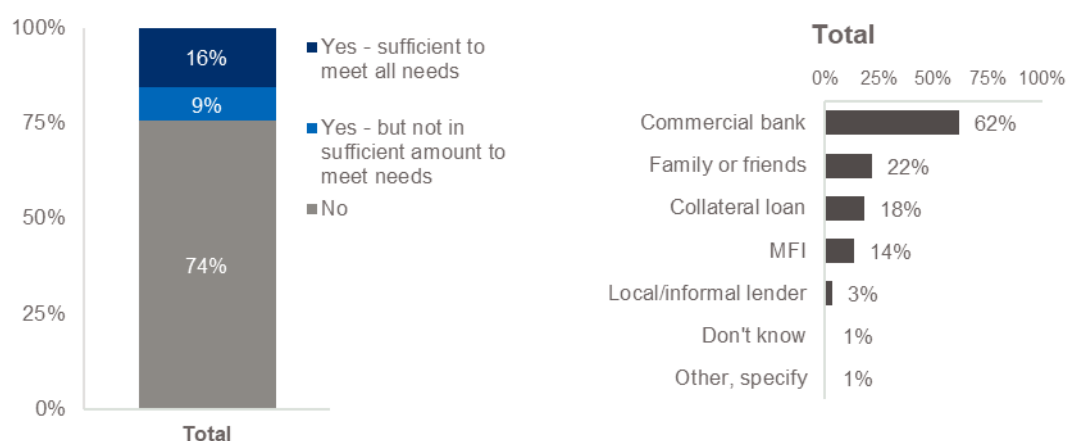 100%
75%
50%
25%
0%
16%
9%
74%
Total
Yes - sufficient to
meet all needs
Yes - but not in
sufficient amount to
meet needs
No
Total
0% 25% 50% 75% 100%
Commercial bank 62%
Family or friends 22%
Collateral loan 18%
MFI 14%
Local/informal lender 3%
Don't know 1%
Other, specify 1%